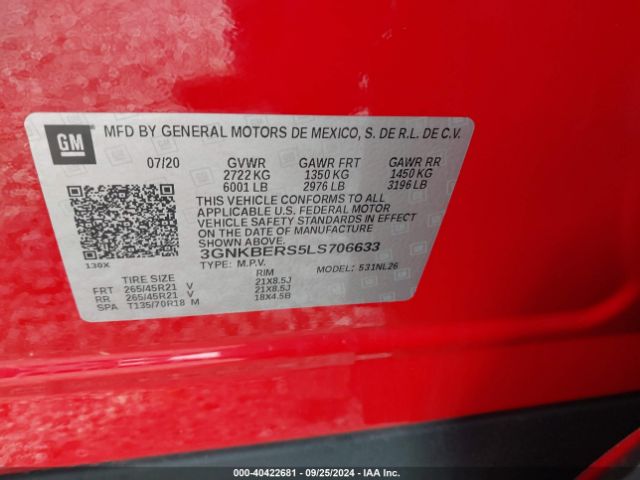 GM
MFD BY GENERAL MOTORS DE MEXICO, S. DE R.L. DE C.V.
07/20 GVWR GAWR FRT GAWR RR
2722 KG 1350 KG 1450 KG
6001 LB 2976 LB 3196 LB
THIS VEHICLE CONFORMS TO ALL
APPLICABLE U.S. FEDERAL MOTOR
VEHICLE SAFETY STANDARDS IN EFFECT
ON THE DATE OF MANUFACTURE
SHOWN ABOVE.
3GNKBERS5LS706633
130X TYPE: M.P.V. MODEL: 531NL26
TIRE SIZE RIM
FRT 265/45R21 V 21X8.5J
RR 265/45R21 V 21X8.5J
SPA T135/70R18 M 18X4.5B
000-40422681 - 09/25/2024 - IAA Inc.